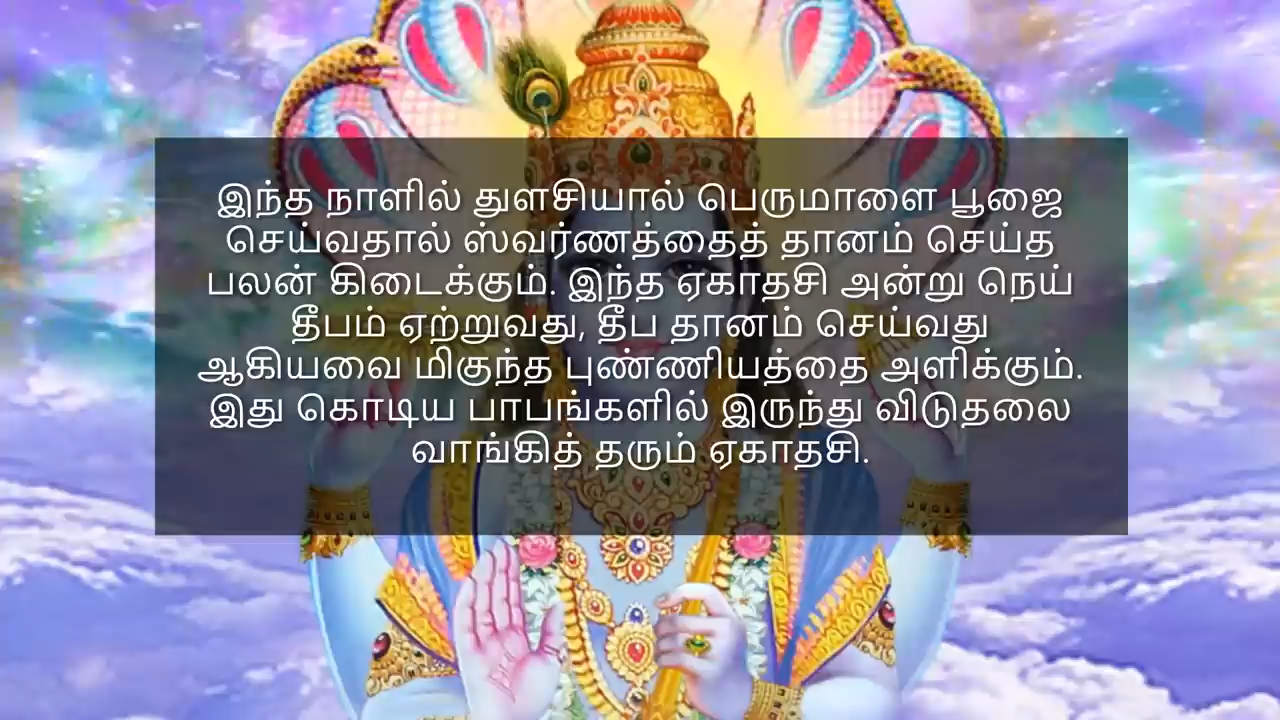 இந்த நாளில் துளசியால் பெருமாளை பூஜை
செய்வதால் ஸ்வர்ணத்தைத் தானம் செய்த
பலன் கிடைக்கும். இந்த ஏகாதசி அன்று நெய்
தீபம் ஏற்றுவது, தீப தானம் செய்வது
ஆகியவை மிகுந்த புண்ணியத்தை அளிக்கும்.
இது கொடிய பாபங்களில் இருந்து விடுதலை
வாங்கித் தரும் ஏகாதசி.